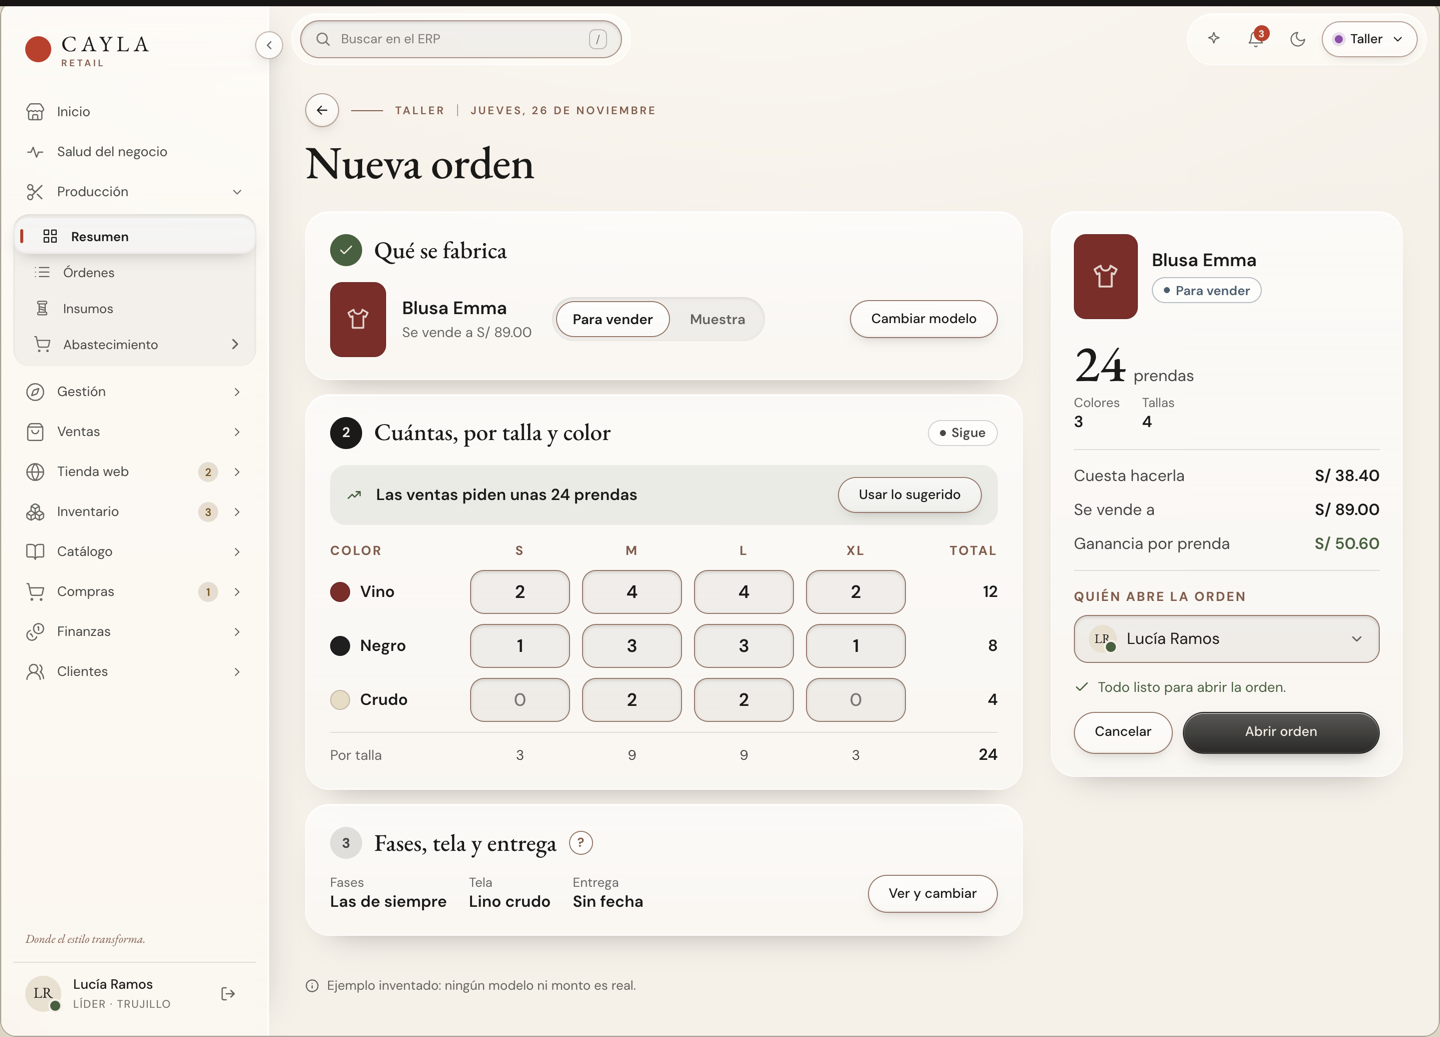 CAYLA
RETAIL
Buscar en el ERP
/
3
Taller
Inicio
Salud del negocio
Producción
Resumen
Órdenes
Insumos
Abastecimiento
Gestión
Ventas
Tienda web
2
Inventario
3
Catálogo
Compras
1
Finanzas
Clientes
Donde el estilo transforma.
LR
Lucía Ramos
LÍDER · TRUJILLO
TALLER | JUEVES, 26 DE NOVIEMBRE
Nueva orden
Qué se fabrica
Blusa Emma
Se vende a S/ 89.00
Para vender
Muestra
Cambiar modelo
2
Cuántas, por talla y color
Sigue
Las ventas piden unas 24 prendas
Usar lo sugerido
COLOR S M L XL TOTAL
Vino 2 4 4 2 12
Negro 1 3 3 1 8
Crudo 0 2 2 0 4
Por talla 3 9 9 3 24
3
Fases, tela y entrega
?
Fases Tela Entrega
Las de siempre Lino crudo Sin fecha
Ver y cambiar
Ejemplo inventado: ningún modelo ni monto es real.
Blusa Emma
Para vender
24 prendas
Colores Tallas
3 4
Cuesta hacerla S/ 38.40
Se vende a S/ 89.00
Ganancia por prenda S/ 50.60
QUIÉN ABRE LA ORDEN
LR
Lucía Ramos
Todo listo para abrir la orden.
Cancelar
Abrir orden